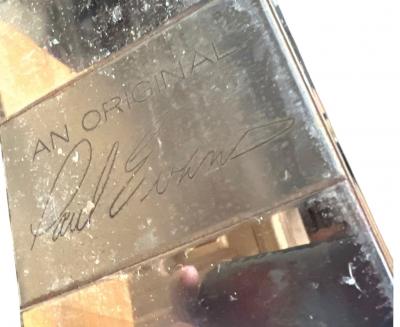 AN ORIGINAL
Paul Evans